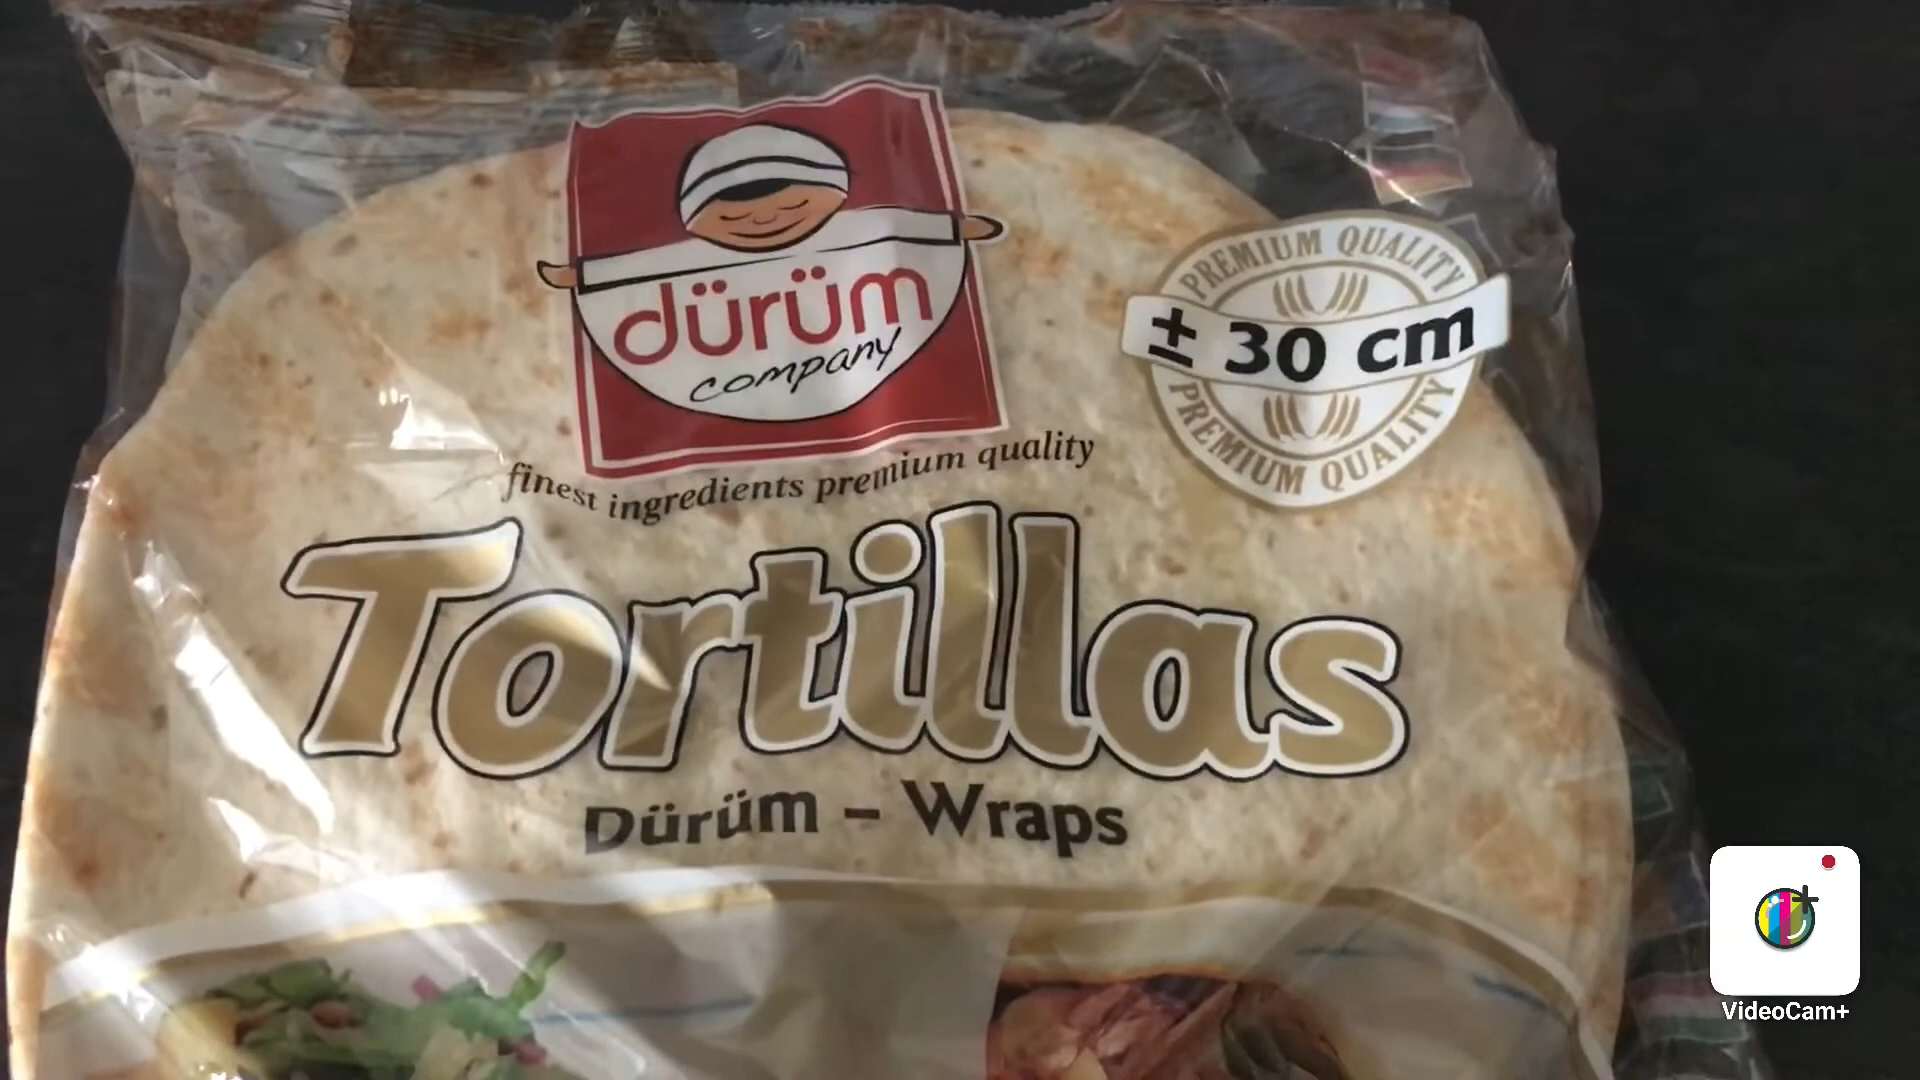 dürüm
company
finest ingredients premium quality
PREMIUM QUALITY
± 30 cm
PREMIUM QUALITY
Tortillas
Dürüm – Wraps
VideoCam+